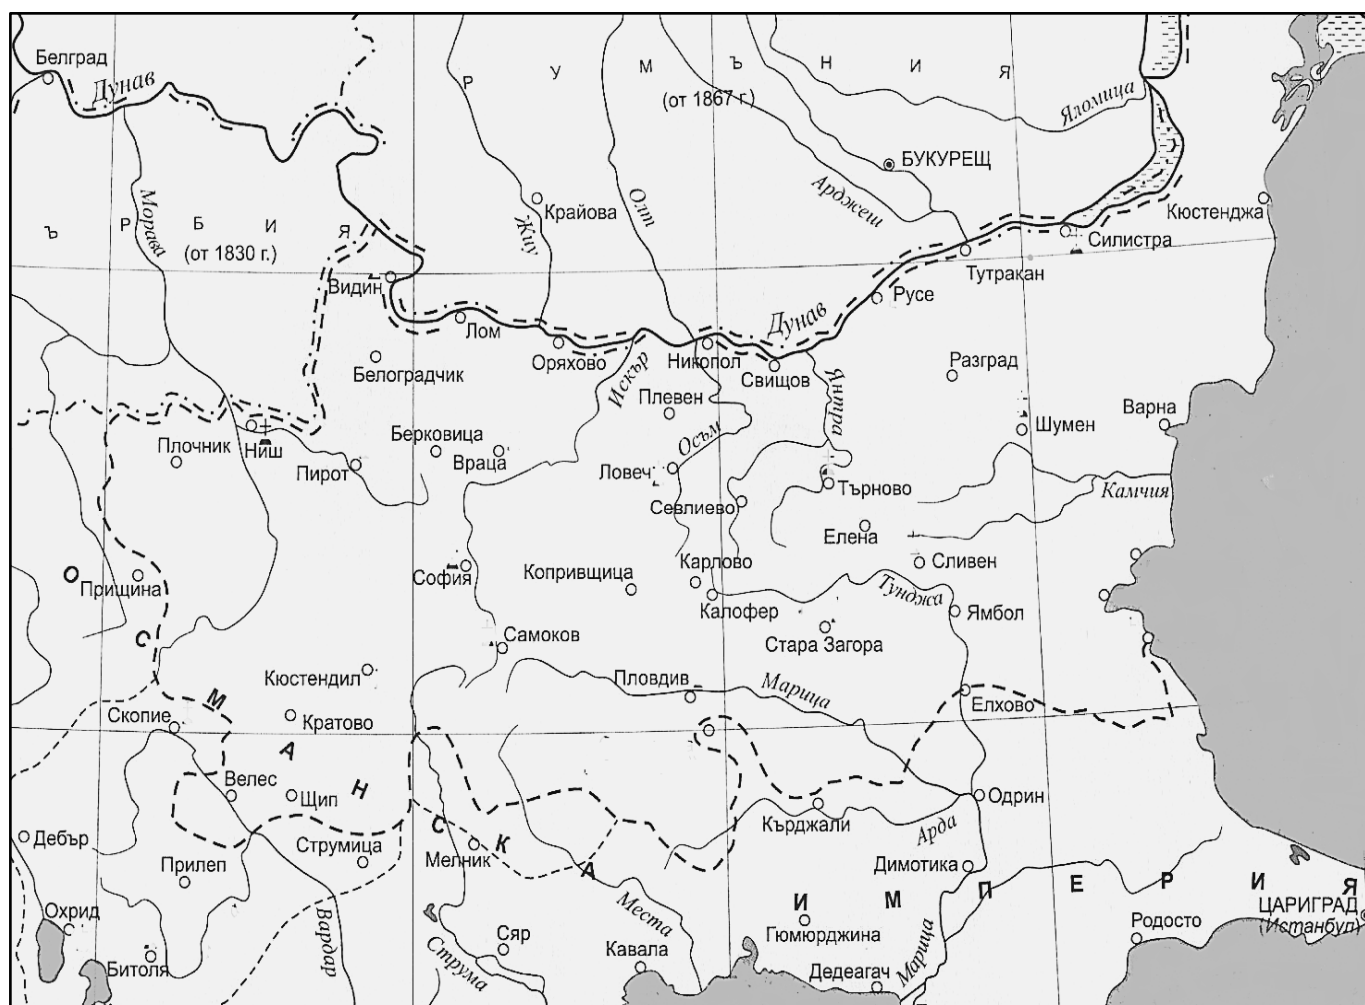 Белград
Дунав
Р У М Ъ Н И Я
(от 1867 г.)
Яломица
БУКУРЕЩ
Морава
Крайова
Жиу
Олт
Арджеш
Кюстенджа
Ъ Р Б И Я
(от 1830 г.)
Силистра
Тутракан
Видин
Русе
Дунав
Лом
Оряхово
Никопол
Свищов
Белоградчик
Искър
Янтра
Разград
Плевен
Варна
Шумен
Плочник
Ниш
Берковица
Враца
Осъм
Пирот
Ловеч
Търново
Камчия
Севлиево
Елена
София
Копривщица
Карлово
Сливен
Прищина
Калофер
Тунджа
Ямбол
Самоков
Стара Загора
Кюстендил
Пловдив
Марица
Елхово
Скопие
Кратово
О С М А Н С К А
И М П Е Р И Я
Велес
Щип
Одрин
Кърджали
Арда
Дебър
Струмица
Мелник
Прилеп
Димотика
Охрид
Вардар
Места
Гюмюрджина
Марица
Родосто
ЦАРИГРАД
(Истанбул)
Битоля
Струма
Сяр
Кавала
Дедеагач